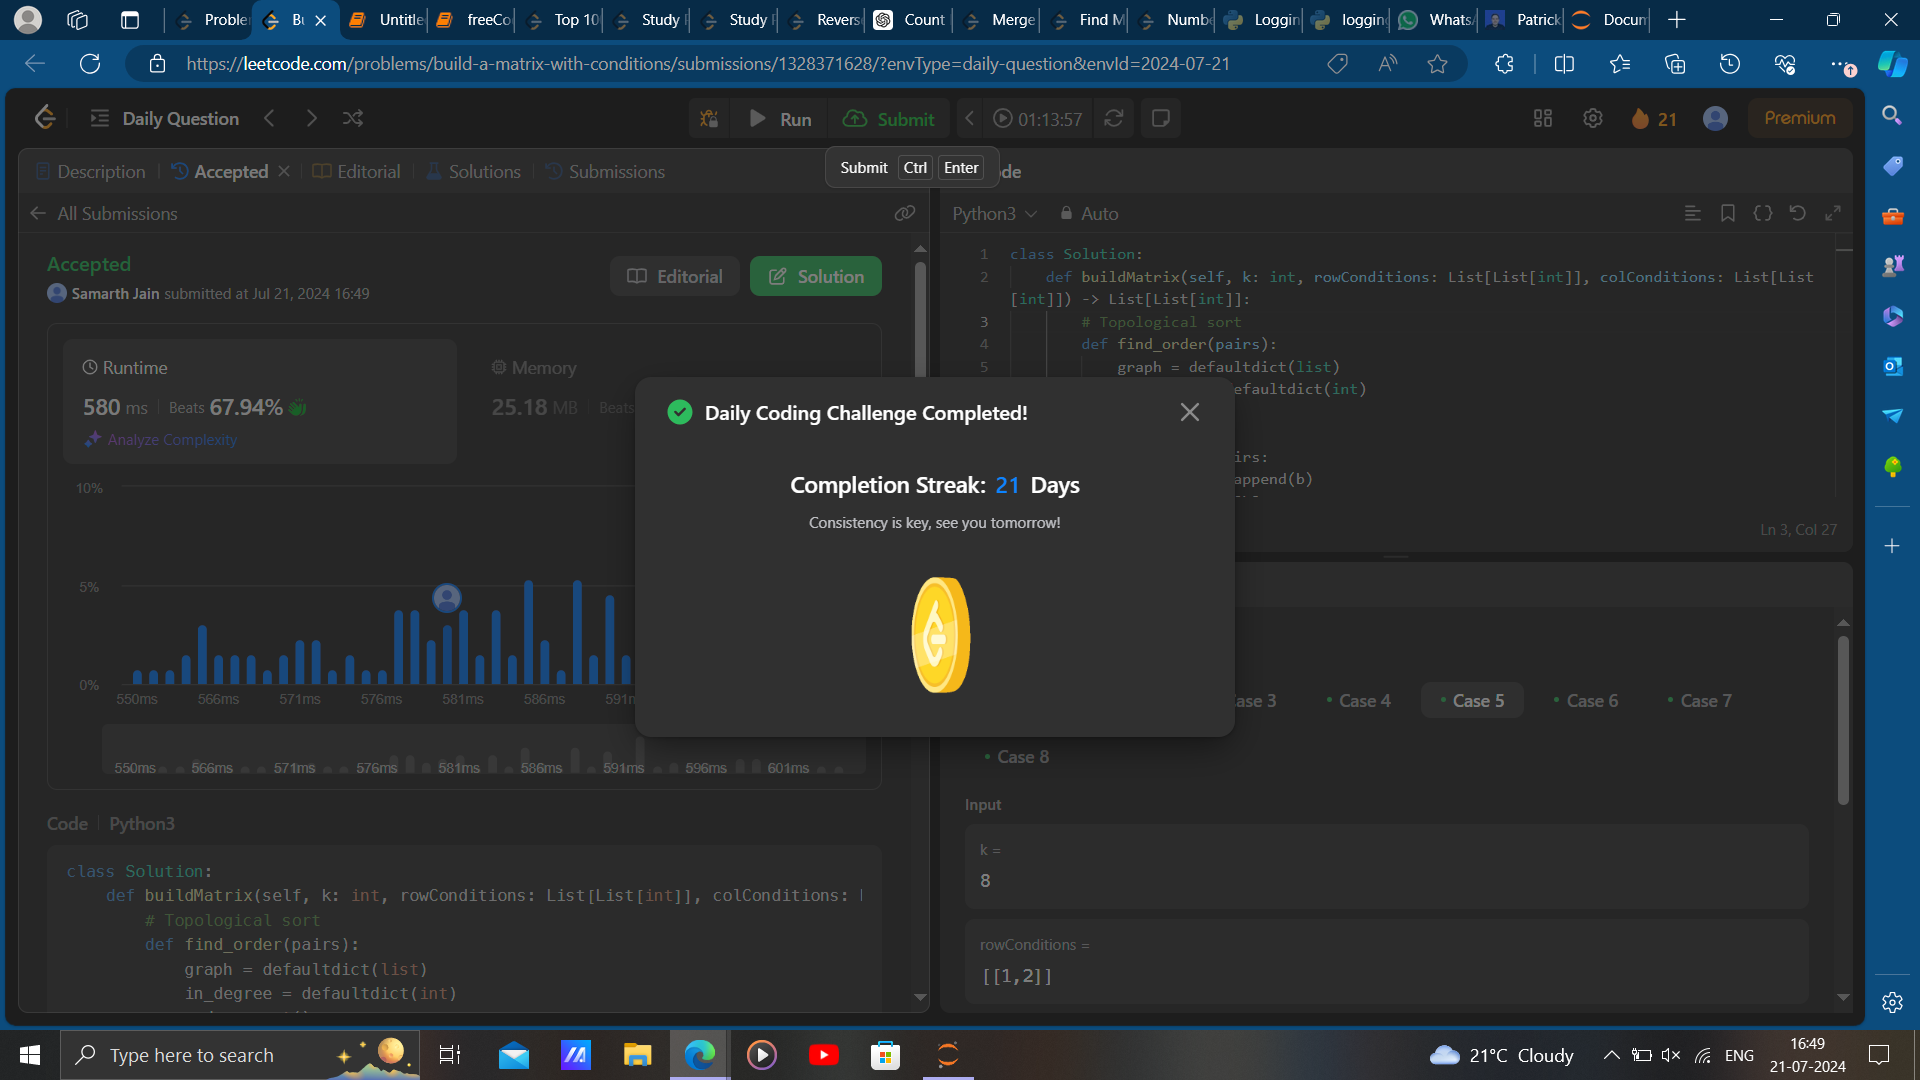 Proble
Bu
Untitle
freeCo
Top 10
Study
Study
Revers
Count
Merge
Find M
Numb
Loggin
logging
Whats
Patrick
Docum
https://leetcode.com/problems/build-a-matrix-with-conditions/submissions/1328371628/?envType=daily-question&envId=2024-07-21
Daily Question
Run
Submit
01:13:57
21
Premium
Description
Accepted
Editorial
Solutions
Submissions
Submit Ctrl Enter
de
All Submissions
Python3
Auto
Accepted
Samarth Jain submitted at Jul 21, 2024 16:49
Editorial
Solution
Runtime
580 ms Beats 67.94%
Analyze Complexity
Memory
25.18 MB Beats
10%
5%
0%
550ms 566ms 571ms 576ms 581ms 586ms 591m
550ms 566ms 571ms 576ms 581ms 586ms 591ms 596ms 601ms
Code Python3
class Solution:
def buildMatrix(self, k: int, rowConditions: List[List[int]], colConditions:
# Topological sort
def find_order(pairs):
graph = defaultdict(list)
in_degree = defaultdict(int)
Daily Coding Challenge Completed!
Completion Streak: 21 Days
Consistency is key, see you tomorrow!
1 class Solution:
2 def buildMatrix(self, k: int, rowConditions: List[List[int]], colConditions: List[List
[int]]) -> List[List[int]]:
3 # Topological sort
4 def find_order(pairs):
5 graph = defaultdict(list)
efaultdict(int)
irs:
append(b)
Ln 3, Col 27
ase 3
Case 4
Case 5
Case 6
Case 7
Case 8
Input
k =
8
rowConditions =
[[1,2]]
Type here to search
21°C Cloudy
ENG
16:49
21-07-2024